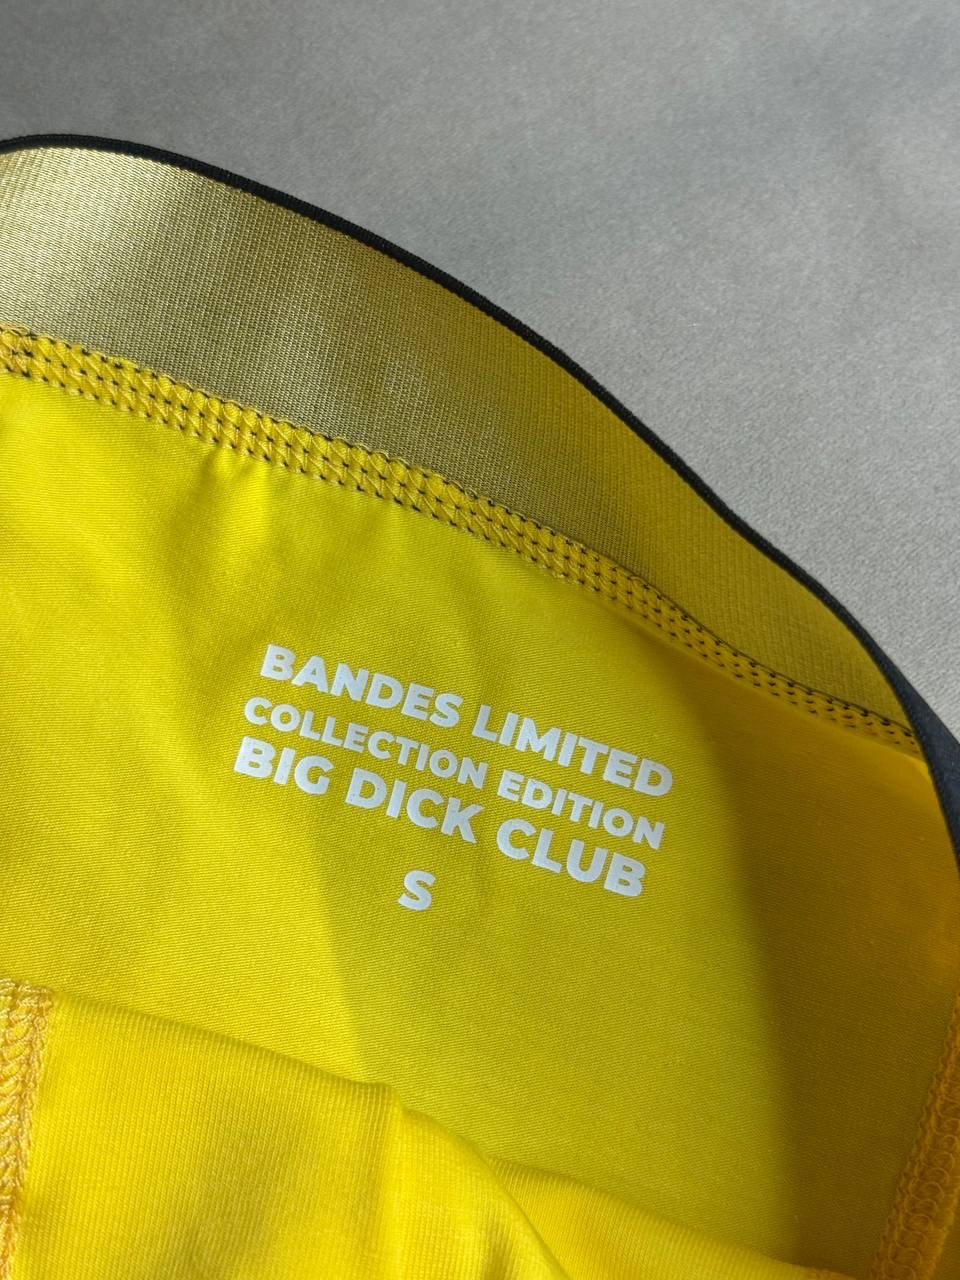 BANDES LIMITED
COLLECTION EDITION
BIG DICK CLUB
S